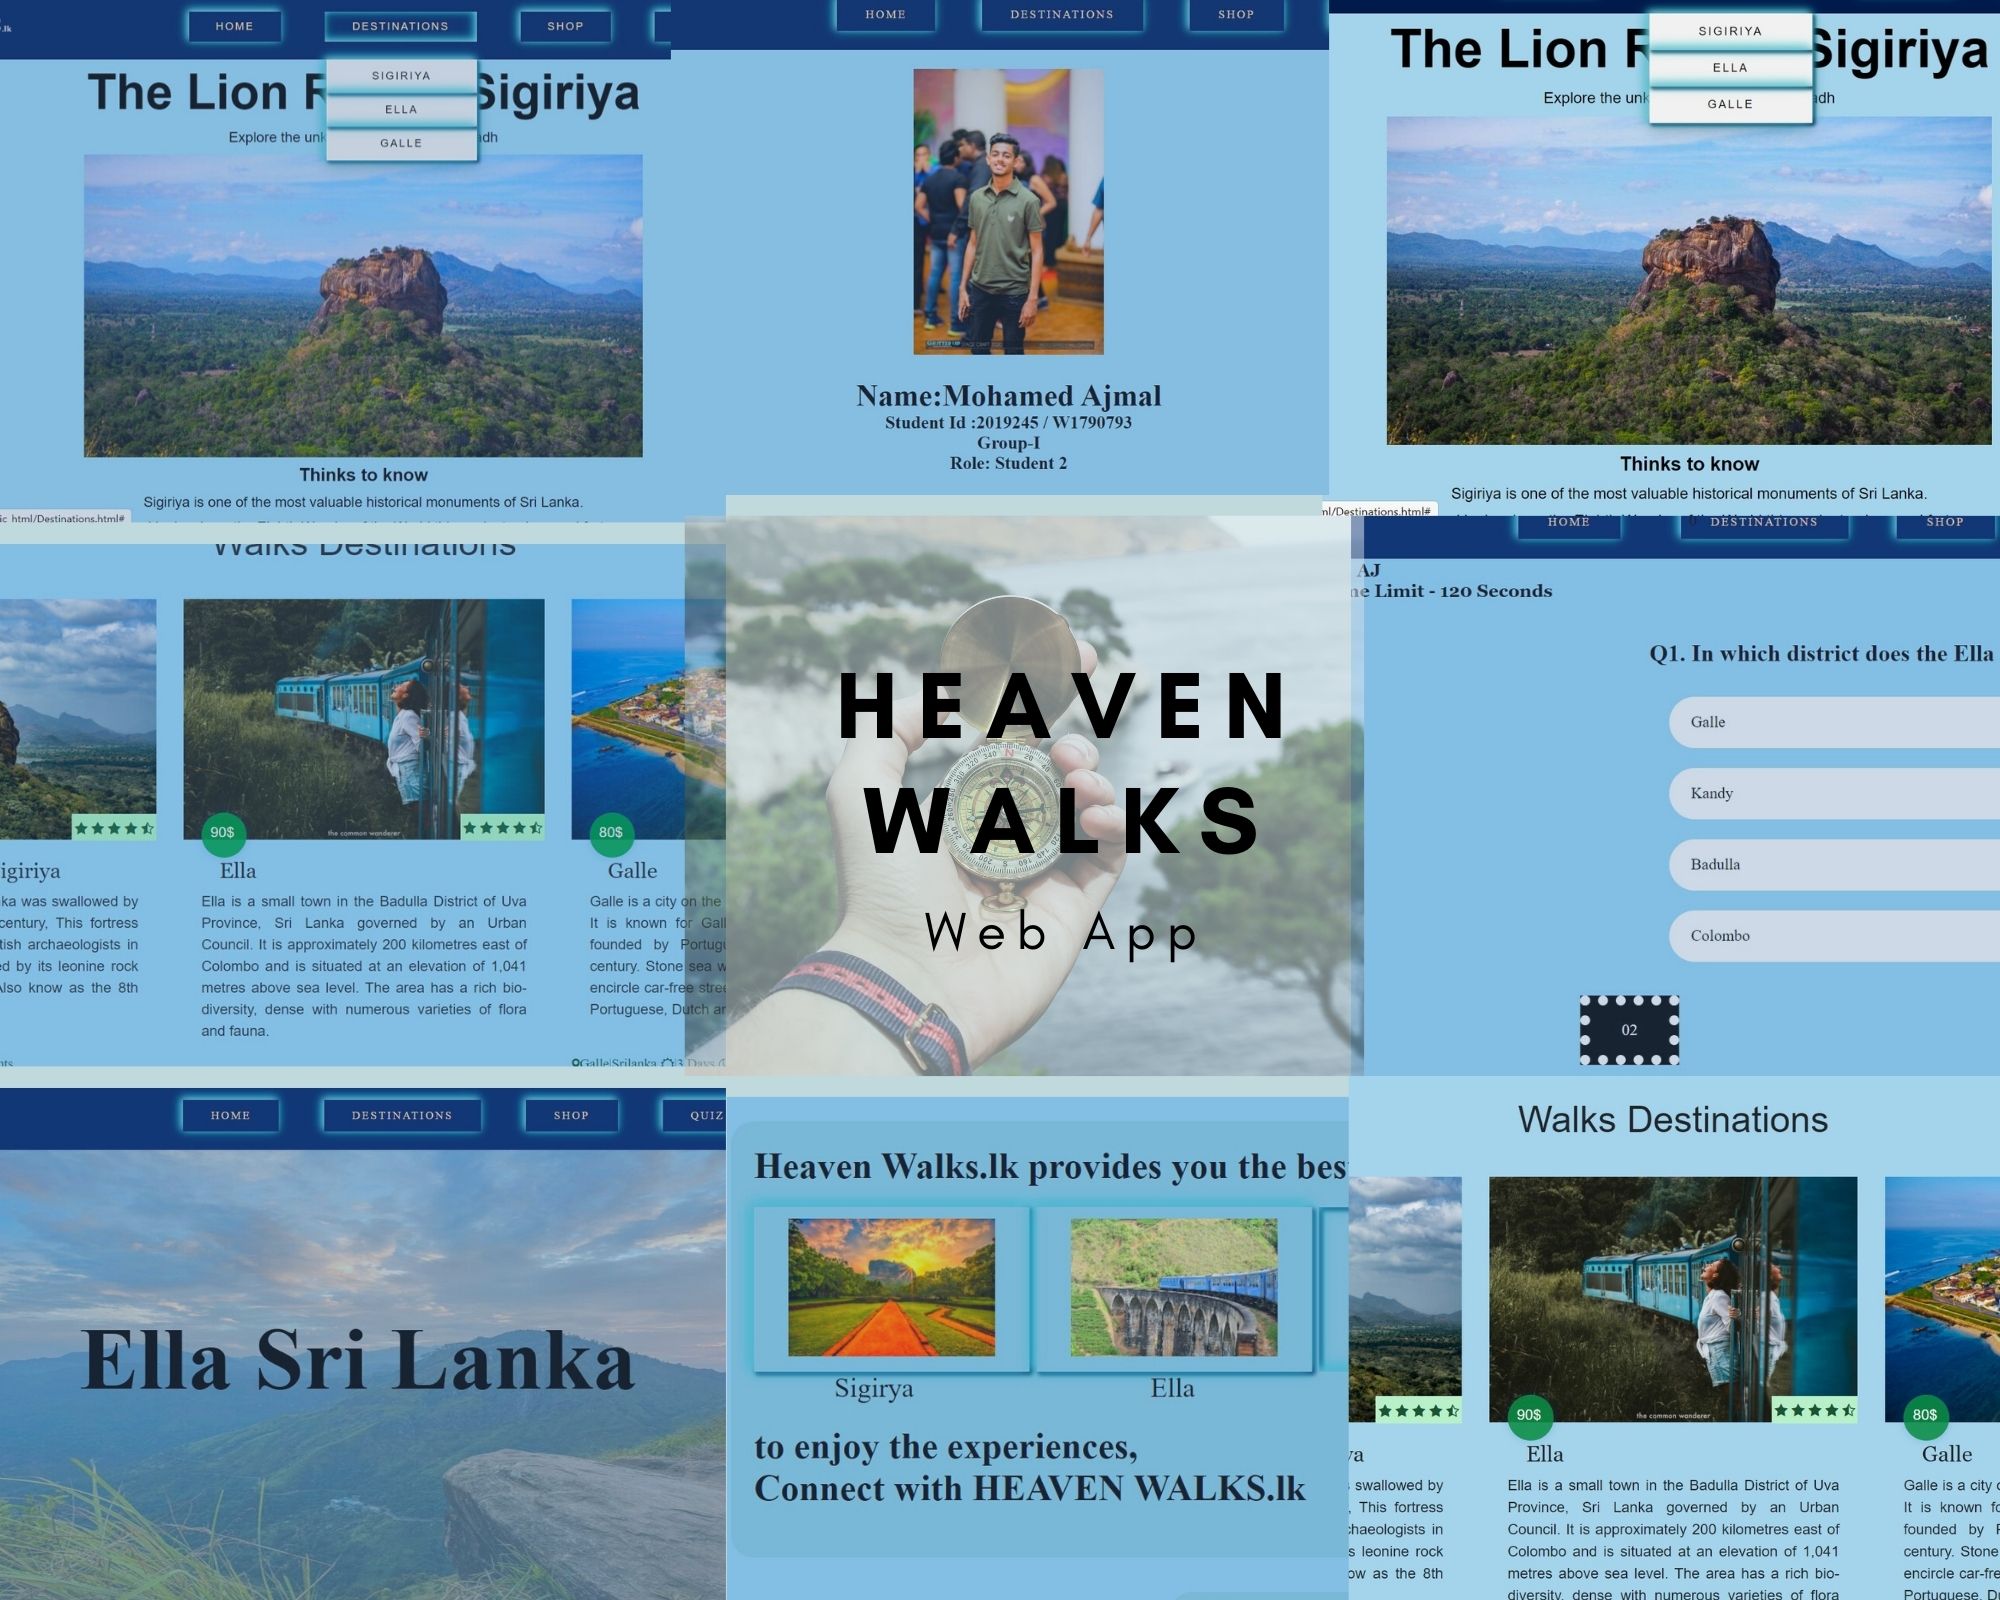 .lk
HOME
DESTINATIONS
SHOP
SIGIRIYA
ELLA
GALLE
The Lion R
Sigiriya
Explore the unk
adh
Thinks to know
Sigiriya is one of the most valuable historical monuments of Sri Lanka.
ic_html/Destinations.html#
HOME
DESTINATIONS
SHOP
Name:Mohamed Ajmal
Student Id :2019245 / W1790793
Group-I
Role: Student 2
SIGIRIYA
ELLA
GALLE
The Lion R
Sigiriya
Explore the unk
adh
Thinks to know
Sigiriya is one of the most valuable historical monuments of Sri Lanka.
ml/Destinations.html#
Walks Destinations
90$
the common wanderer
80$
igiriya
ka was swallowed by
century, This fortress
tish archaeologists in
ed by its leonine rock
Also know as the 8th
nts
Ella
Ella is a small town in the Badulla District of Uva
Province, Sri Lanka governed by an Urban
Council. It is approximately 200 kilometres east of
Colombo and is situated at an elevation of 1,041
metres above sea level. The area has a rich bio-
diversity, dense with numerous varieties of flora
and fauna.
Galle
Galle is a city on the
It is known for Gall
founded by Portugu
century. Stone sea w
encircle car-free stree
Portuguese, Dutch an
Galle|Srilanka 3 Days
HEAVEN
WALKS
Web App
HOME
DESTINATIONS
SHOP
AJ
me Limit - 120 Seconds
Q1. In which district does the Ella
Galle
Kandy
Badulla
Colombo
02
HOME
DESTINATIONS
SHOP
QUIZ
Ella Sri Lanka
Heaven Walks.lk provides you the bes
Sigirya
Ella
to enjoy the experiences,
Connect with HEAVEN WALKS.lk
Walks Destinations
90$
the common wanderer
80$
ya
swallowed by
, This fortress
chaeologists in
s leonine rock
ow as the 8th
Ella
Ella is a small town in the Badulla District of Uva
Province, Sri Lanka governed by an Urban
Council. It is approximately 200 kilometres east of
Colombo and is situated at an elevation of 1,041
metres above sea level. The area has a rich bio-
diversity, dense with numerous varieties of flora
Galle
Galle is a city o
It is known fo
founded by P
century. Stone
encircle car-fre
Portuguese, Du